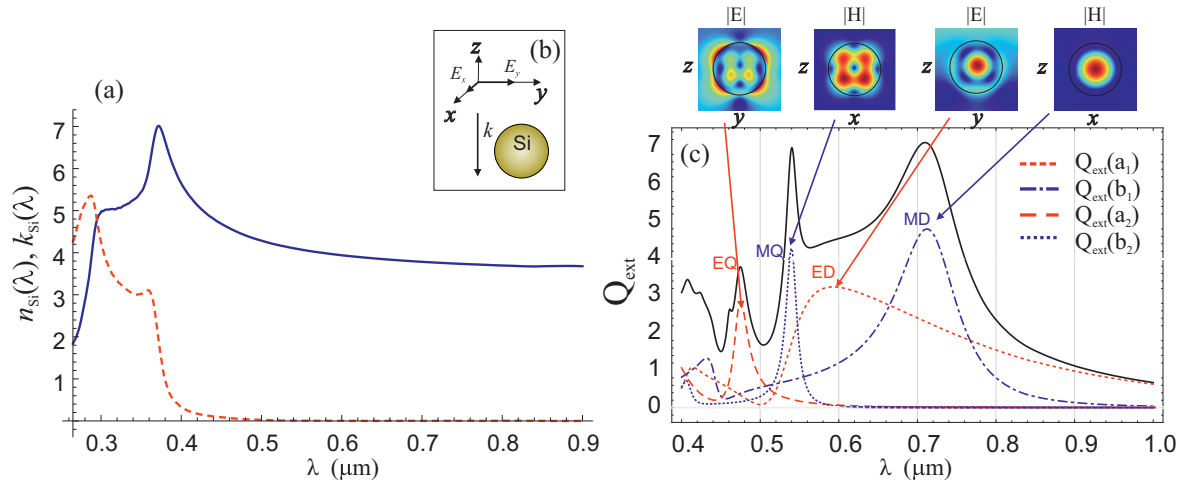 (a)
n_Si(λ), k_Si(λ)
7
6
5
4
3
2
1
0.3 0.4 0.5 0.6 0.7 0.8 0.9
λ (μm)
(b)
z
E_x E_y
x y
k
Si
|E| |H| |E| |H|
z z z z
y x y x
(c)
Q_ext(a_1)
Q_ext(b_1)
Q_ext(a_2)
Q_ext(b_2)
EQ
MQ
ED
MD
Q_ext
7
6
5
4
3
2
1
0
0.4 0.5 0.6 0.7 0.8 0.9 1.0
λ (μm)